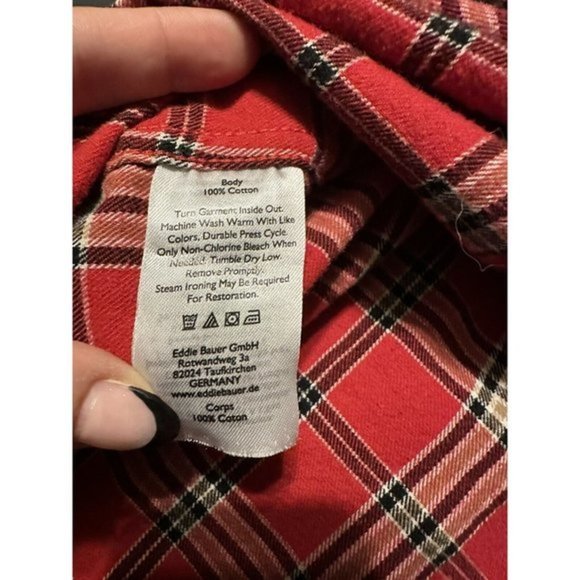 Body
100% Cotton
Turn Garment Inside Out.
Machine Wash Warm With Like
Colors, Durable Press Cycle.
Only Non-Chlorine Bleach When
Needed. Tumble Dry Low.
Remove Promptly.
Steam Ironing May Be Required
For Restoration.
Eddie Bauer GmbH
Rotwandweg 3a
82024 Taufkirchen
GERMANY
www.eddiebauer.de
Corps
100% Coton